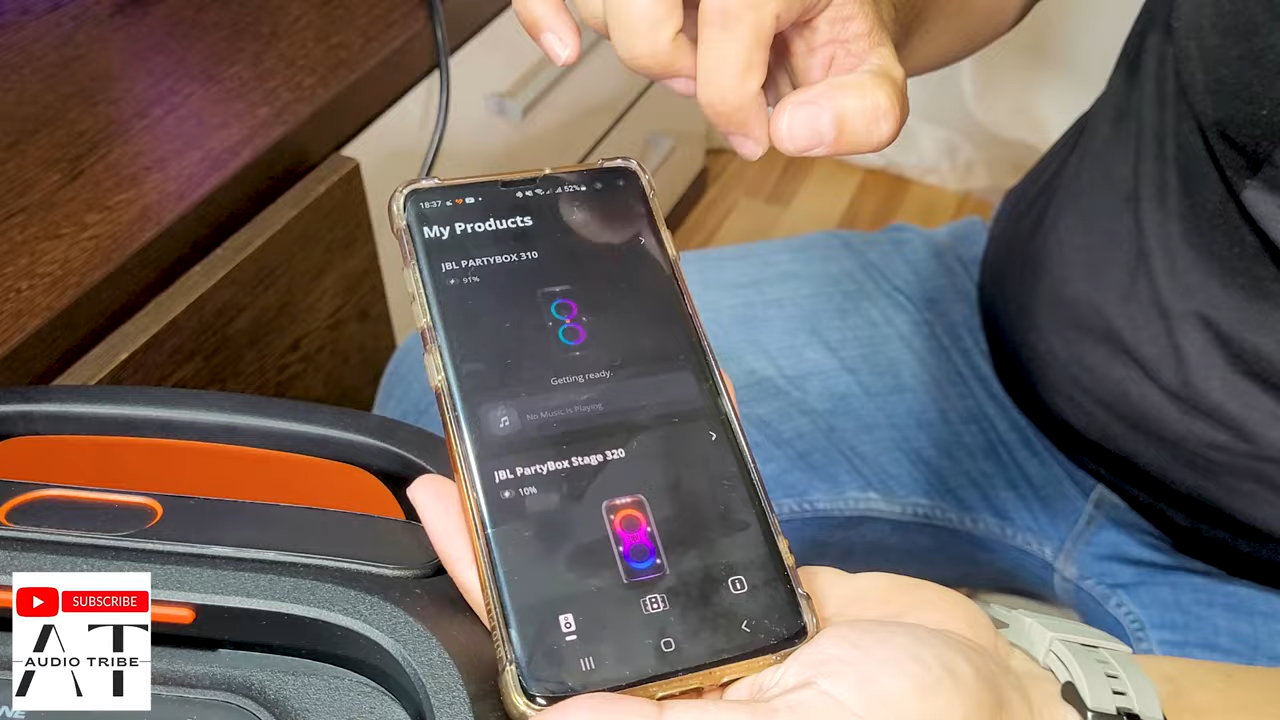 18:37
52%
My Products
JBL PARTYBOX 310
91%
Getting ready.
No Music Is Playing
JBL PartyBox Stage 320
10%
SUBSCRIBE
AT
AUDIO TRIBE